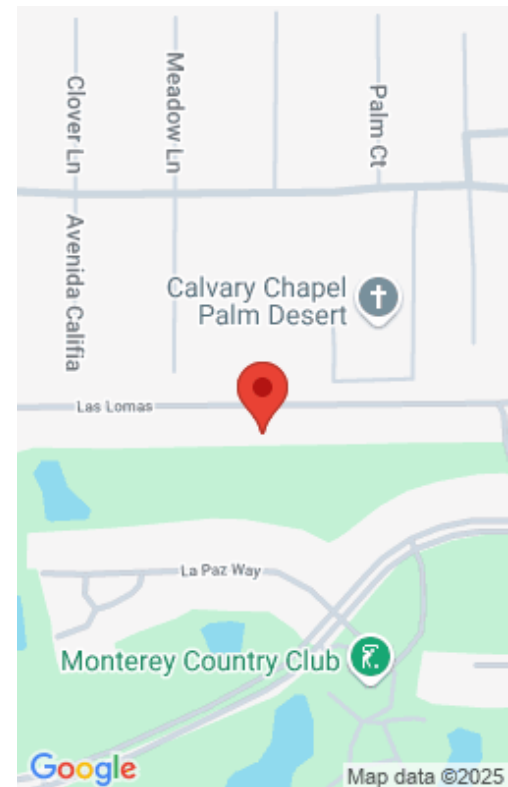 Clover Ln
Meadow Ln
Palm Ct
Avenida Califia
Calvary Chapel
Palm Desert
Las Lomas
La Paz Way
Monterey Country Club
Google
Map data ©2025